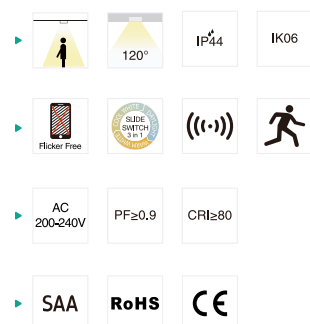 120°
IP44
IK06
Flicker Free
COOL WHITE
SLIDE
SWITCH
3 in 1
WARM WHITE
AC
200-240V
PF≥0.9
CRI≥80
SAA
RoHS
CE